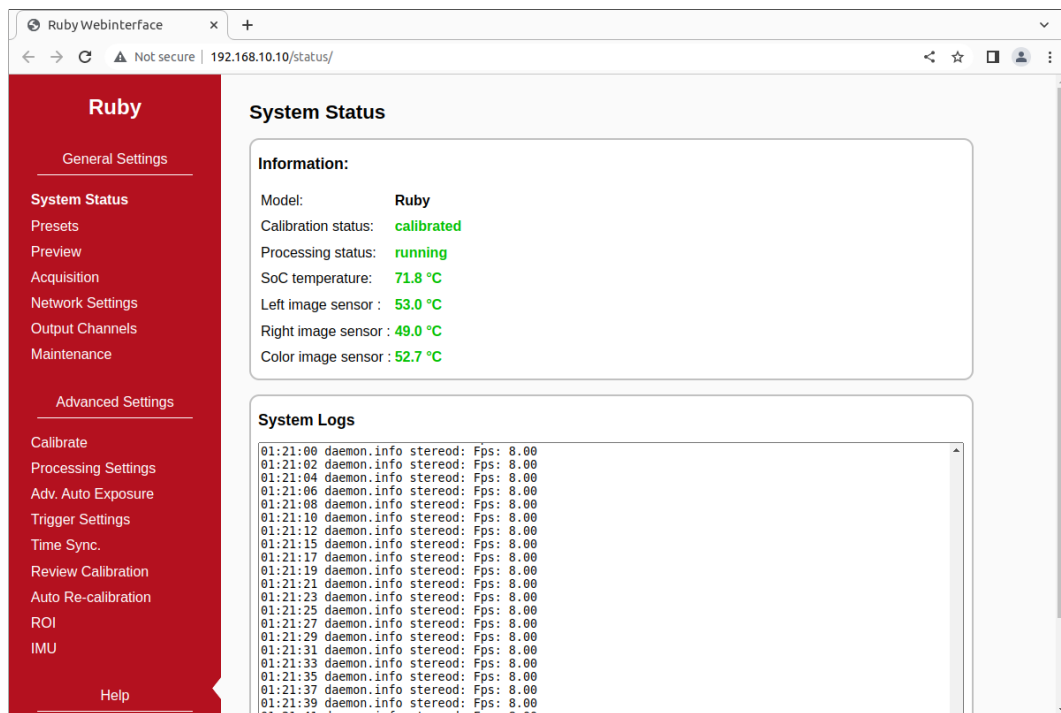 Ruby Webinterface
Not secure 192.168.10.10/status/
Ruby
General Settings
System Status
Presets
Preview
Acquisition
Network Settings
Output Channels
Maintenance
Advanced Settings
Calibrate
Processing Settings
Adv. Auto Exposure
Trigger Settings
Time Sync.
Review Calibration
Auto Re-calibration
ROI
IMU
Help
System Status
Information:
Model: Ruby
Calibration status: calibrated
Processing status: running
SoC temperature: 71.8 °C
Left image sensor : 53.0 °C
Right image sensor : 49.0 °C
Color image sensor : 52.7 °C
System Logs
01:21:00 daemon.info stereod: Fps: 8.00
01:21:02 daemon.info stereod: Fps: 8.00
01:21:04 daemon.info stereod: Fps: 8.00
01:21:06 daemon.info stereod: Fps: 8.00
01:21:08 daemon.info stereod: Fps: 8.00
01:21:10 daemon.info stereod: Fps: 8.00
01:21:12 daemon.info stereod: Fps: 8.00
01:21:15 daemon.info stereod: Fps: 8.00
01:21:17 daemon.info stereod: Fps: 8.00
01:21:19 daemon.info stereod: Fps: 8.00
01:21:21 daemon.info stereod: Fps: 8.00
01:21:23 daemon.info stereod: Fps: 8.00
01:21:25 daemon.info stereod: Fps: 8.00
01:21:27 daemon.info stereod: Fps: 8.00
01:21:29 daemon.info stereod: Fps: 8.00
01:21:31 daemon.info stereod: Fps: 8.00
01:21:33 daemon.info stereod: Fps: 8.00
01:21:35 daemon.info stereod: Fps: 8.00
01:21:37 daemon.info stereod: Fps: 8.00
01:21:39 daemon.info stereod: Fps: 8.00